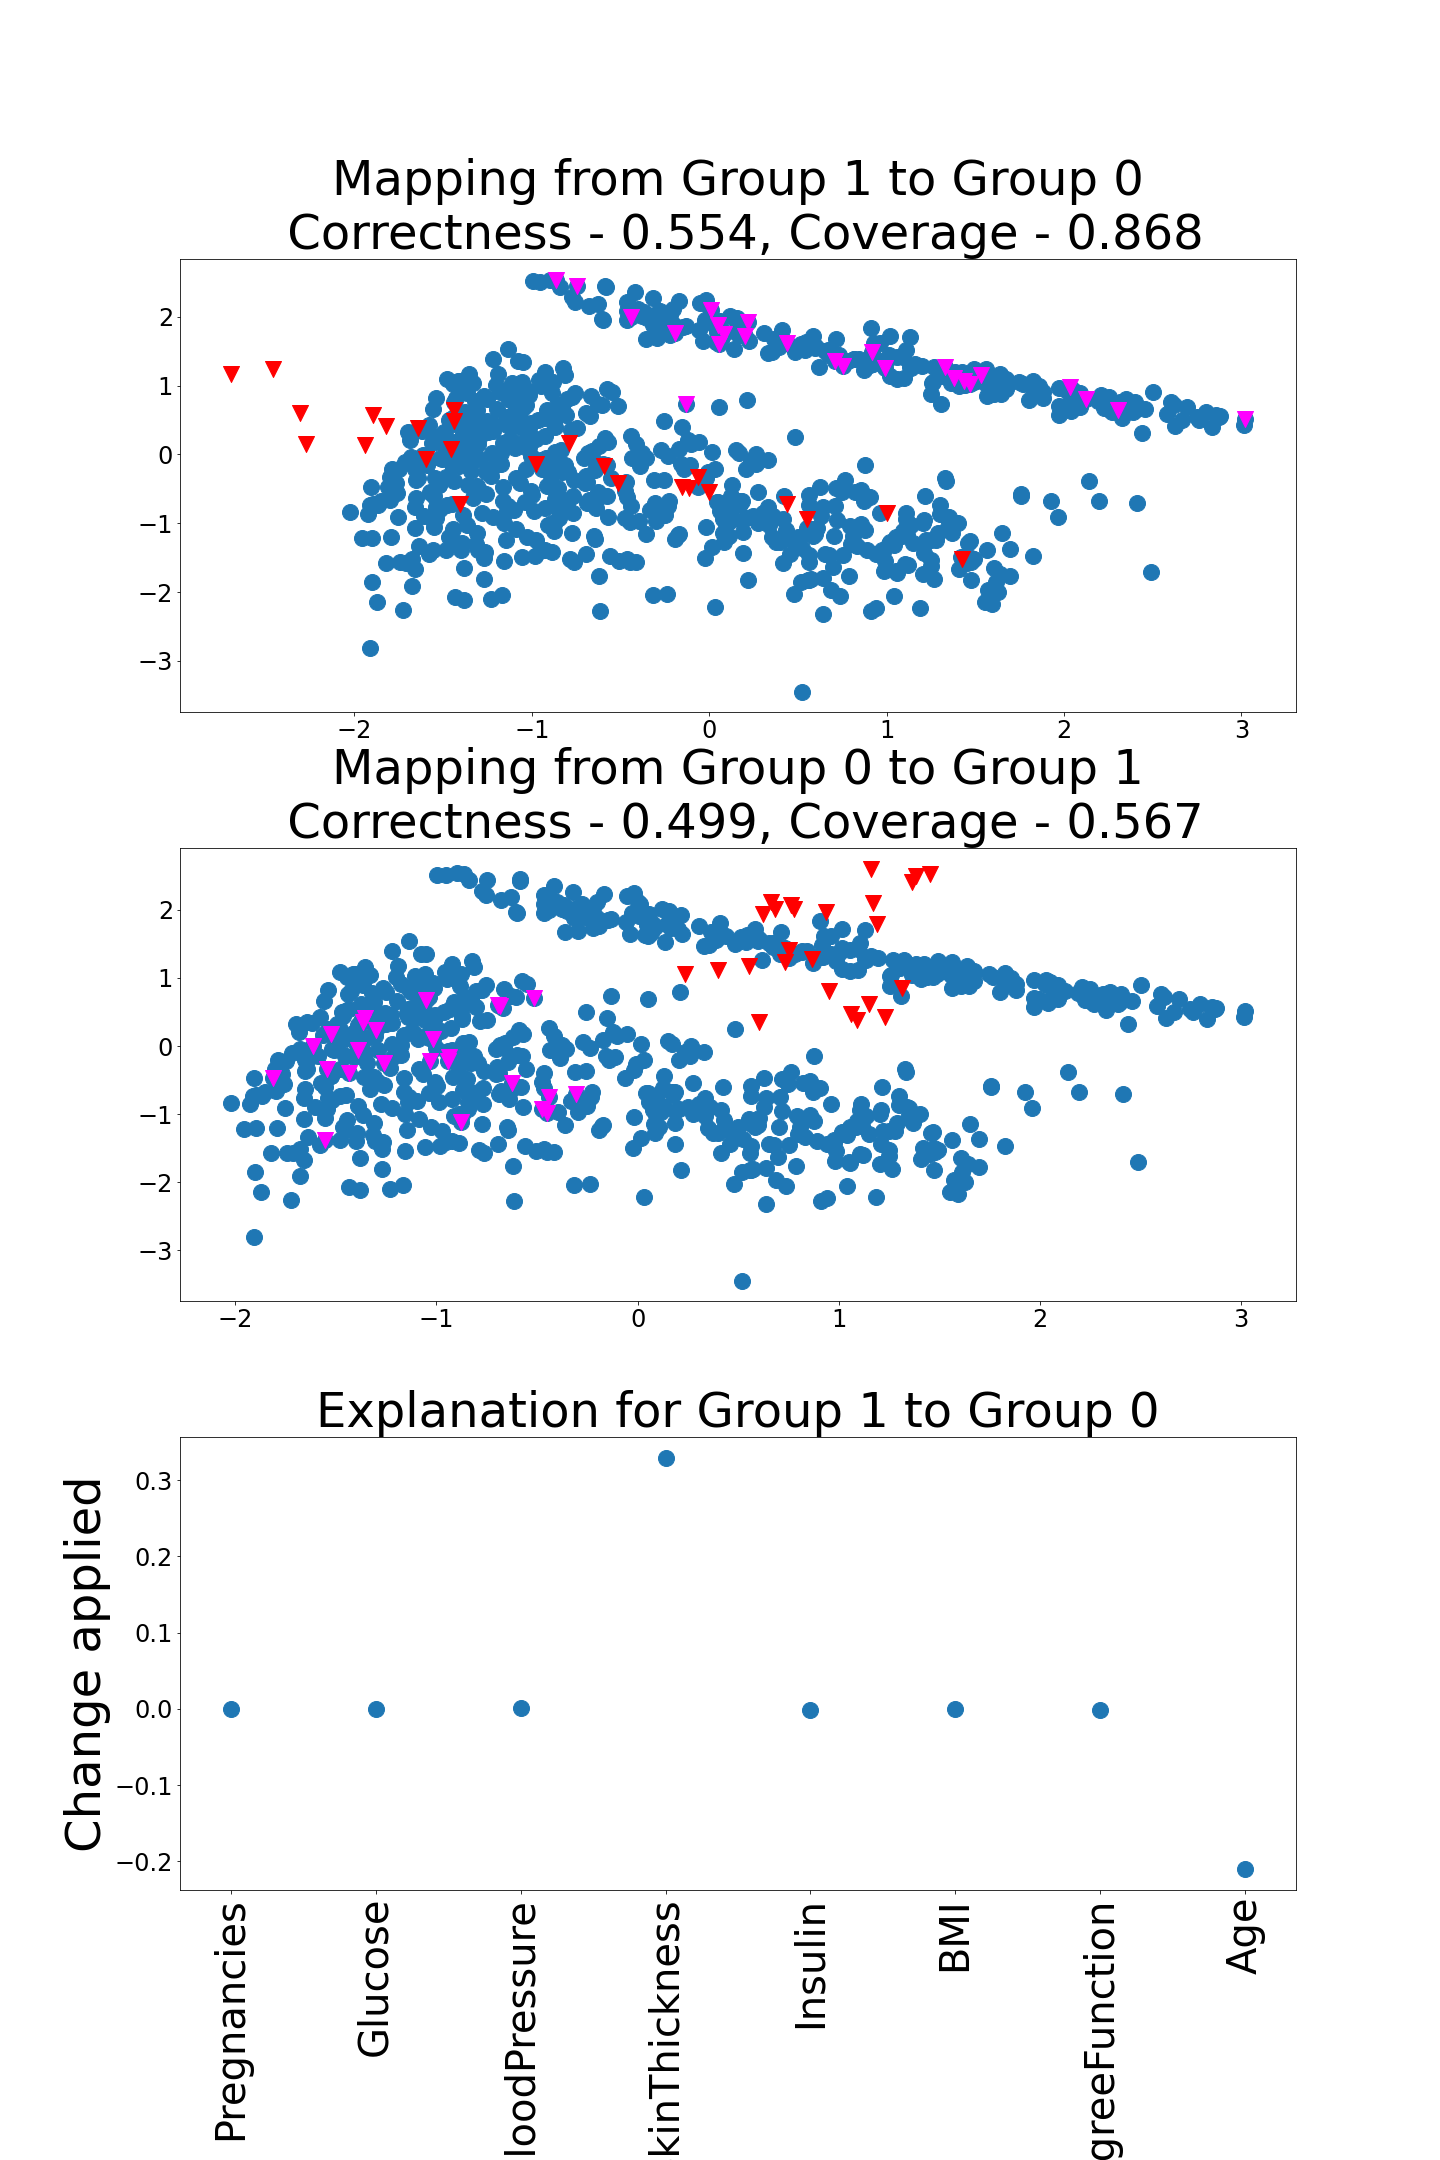 Mapping from Group 1 to Group 0
Correctness - 0.554, Coverage - 0.868
2
1
0
−1
−2
−3
−2 −1 0 1 2 3
Mapping from Group 0 to Group 1
Correctness - 0.499, Coverage - 0.567
2
1
0
−1
−2
−3
−2 −1 0 1 2 3
Explanation for Group 1 to Group 0
Change applied
0.3
0.2
0.1
0.0
−0.1
−0.2
Pregnancies
Glucose
loodPressure
kinThickness
Insulin
BMI
greeFunction
Age